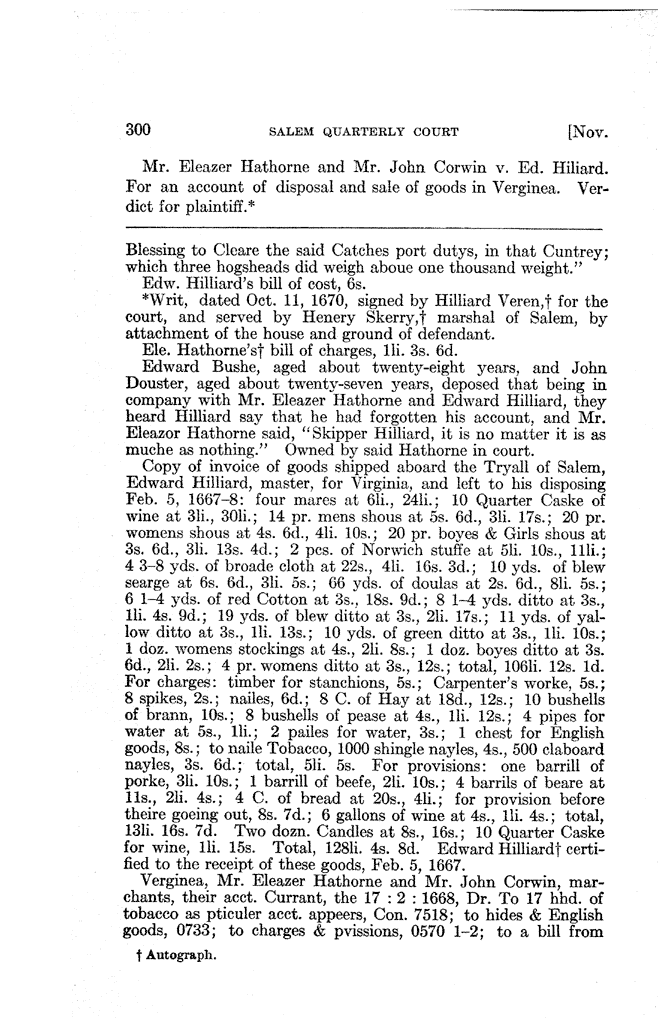 300 SALEM QUARTERLY COURT [Nov.
Mr. Eleazer Hathorne and Mr. John Corwin v. Ed. Hiliard.
For an account of disposal and sale of goods in Verginea. Ver-
dict for plaintiff.*
Blessing to Cleare the said Catches port dutys, in that Cuntrey;
which three hogsheads did weigh aboue one thousand weight."
Edw. Hilliard's bill of cost, 6s.
*Writ, dated Oct. 11, 1670, signed by Hilliard Veren,† for the
court, and served by Henery Skerry,† marshal of Salem, by
attachment of the house and ground of defendant.
Ele. Hathorne's† bill of charges, 1li. 3s. 6d.
Edward Bushe, aged about twenty-eight years, and John
Douster, aged about twenty-seven years, deposed that being in
company with Mr. Eleazer Hathorne and Edward Hilliard, they
heard Hilliard say that he had forgotten his account, and Mr.
Eleazor Hathorne said, "Skipper Hilliard, it is no matter it is as
muche as nothing." Owned by said Hathorne in court.
Copy of invoice of goods shipped aboard the Tryall of Salem,
Edward Hilliard, master, for Virginia, and left to his disposing
Feb. 5, 1667-8: four mares at 6li., 24li.; 10 Quarter Caske of
wine at 3li., 30li.; 14 pr. mens shous at 5s. 6d., 3li. 17s.; 20 pr.
womens shous at 4s. 6d., 4li. 10s.; 20 pr. boyes & Girls shous at
3s. 6d., 3li. 13s. 4d.; 2 pcs. of Norwich stuffe at 5li. 10s., 11li.;
4 3-8 yds. of broade cloth at 22s., 4li. 16s. 3d.; 10 yds. of blew
searge at 6s. 6d., 3li. 5s.; 66 yds. of doulas at 2s. 6d., 8li. 5s.;
6 1-4 yds. of red Cotton at 3s., 18s. 9d.; 8 1-4 yds. ditto at 3s.,
1li. 4s. 9d.; 19 yds. of blew ditto at 3s., 2li. 17s.; 11 yds. of yal-
low ditto at 3s., 1li. 13s.; 10 yds. of green ditto at 3s., 1li. 10s.;
1 doz. womens stockings at 4s., 2li. 8s.; 1 doz. boyes ditto at 3s.
6d., 2li. 2s.; 4 pr. womens ditto at 3s., 12s.; total, 106li. 12s. 1d.
For charges: timber for stanchions, 5s.; Carpenter's worke, 5s.;
8 spikes, 2s.; nailes, 6d.; 8 C. of Hay at 18d., 12s.; 10 bushells
of brann, 10s.; 8 bushells of pease at 4s., 1li. 12s.; 4 pipes for
water at 5s., 1li.; 2 pailes for water, 3s.; 1 chest for English
goods, 8s.; to naile Tobacco, 1000 shingle nayles, 4s., 500 claboard
nayles, 3s. 6d.; total, 5li. 5s. For provisions: one barrill of
porke, 3li. 10s.; 1 barrill of beefe, 2li. 10s.; 4 barrils of beare at
11s., 2li. 4s.; 4 C. of bread at 20s., 4li.; for provision before
theire goeing out, 8s. 7d.; 6 gallons of wine at 4s., 1li. 4s.; total,
13li. 16s. 7d. Two dozn. Candles at 8s., 16s.; 10 Quarter Caske
for wine, 1li. 15s. Total, 128li. 4s. 8d. Edward Hilliard† certi-
fied to the receipt of these goods, Feb. 5, 1667.
Verginea, Mr. Eleazer Hathorne and Mr. John Corwin, mar-
chants, their acct. Currant, the 17 : 2 : 1668, Dr. To 17 hhd. of
tobacco as pticuler acct. appeers, Con. 7518; to hides & English
goods, 0733; to charges & pvissions, 0570 1-2; to a bill from
† Autograph.